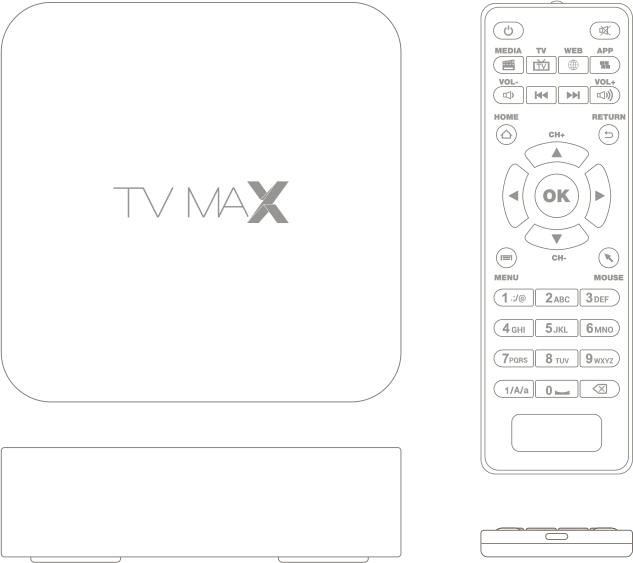 TV MAX
MEDIA TV WEB APP
TV
VOL- VOL+
HOME RETURN
CH+
OK
CH-
MENU MOUSE
1 .:/@ 2 ABC 3 DEF
4 GHI 5 JKL 6 MNO
7 PQRS 8 TUV 9 WXYZ
1/A/a 0